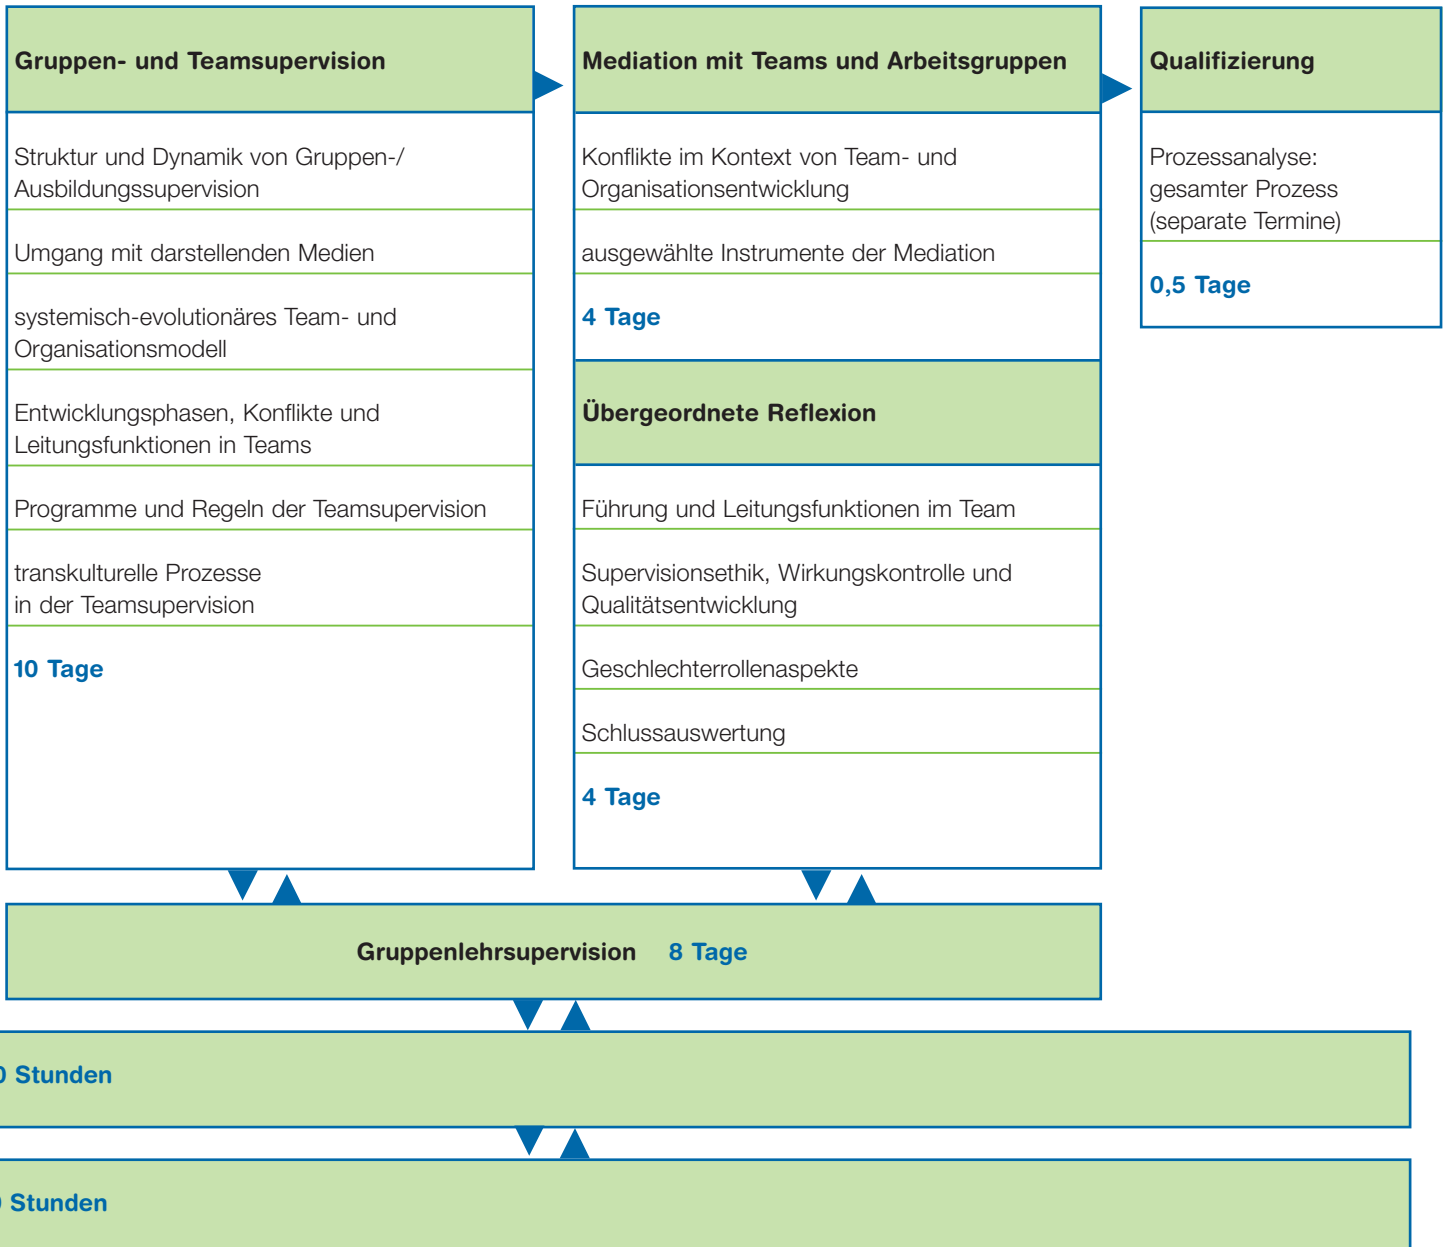 Gruppen- und Teamsupervision
Struktur und Dynamik von Gruppen-/
Ausbildungssupervision
Umgang mit darstellenden Medien
systemisch-evolutionäres Team- und
Organisationsmodell
Entwicklungsphasen, Konflikte und
Leitungsfunktionen in Teams
Programme und Regeln der Teamsupervision
transkulturelle Prozesse
in der Teamsupervision
10 Tage
Mediation mit Teams und Arbeitsgruppen
Konflikte im Kontext von Team- und
Organisationsentwicklung
ausgewählte Instrumente der Mediation
4 Tage
Übergeordnete Reflexion
Führung und Leitungsfunktionen im Team
Supervisionsethik, Wirkungskontrolle und
Qualitätsentwicklung
Geschlechterrollenaspekte
Schlussauswertung
4 Tage
Qualifizierung
Prozessanalyse:
gesamter Prozess
(separate Termine)
0,5 Tage
Gruppenlehrsupervision 8 Tage
Stunden
Stunden